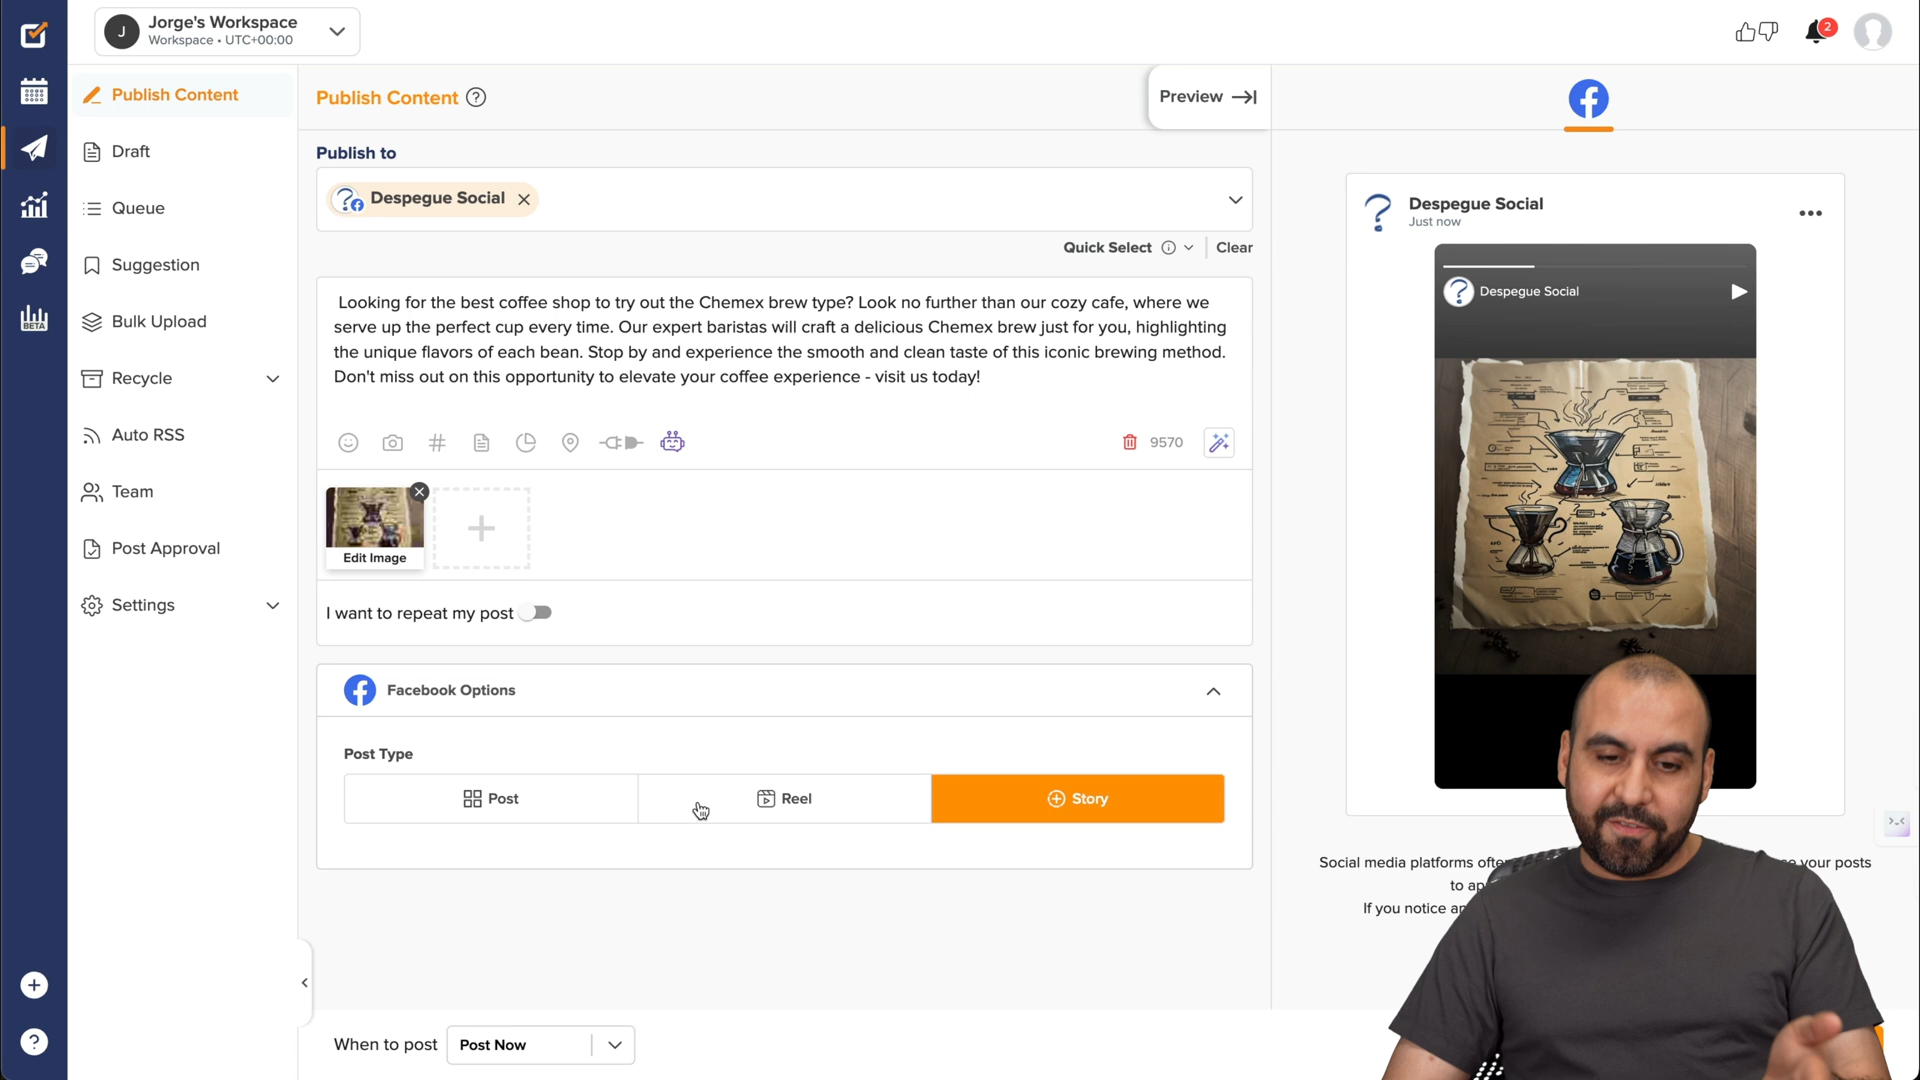 J
Jorge's Workspace
Workspace • UTC+00:00
2
Publish Content
Draft
Queue
Suggestion
Bulk Upload
Recycle
Auto RSS
Team
Post Approval
Settings
BETA
?
Publish Content ?
Preview
Publish to
Despegue Social
Quick Select
Clear
Looking for the best coffee shop to try out the Chemex brew type? Look no further than our cozy cafe, where we
serve up the perfect cup every time. Our expert baristas will craft a delicious Chemex brew just for you, highlighting
the unique flavors of each bean. Stop by and experience the smooth and clean taste of this iconic brewing method.
Don't miss out on this opportunity to elevate your coffee experience - visit us today!
9570
Edit Image
I want to repeat my post
Facebook Options
Post Type
Post
Reel
Story
When to post
Post Now
Despegue Social
Just now
Despegue Social
Social media platforms your posts
to
If you notice